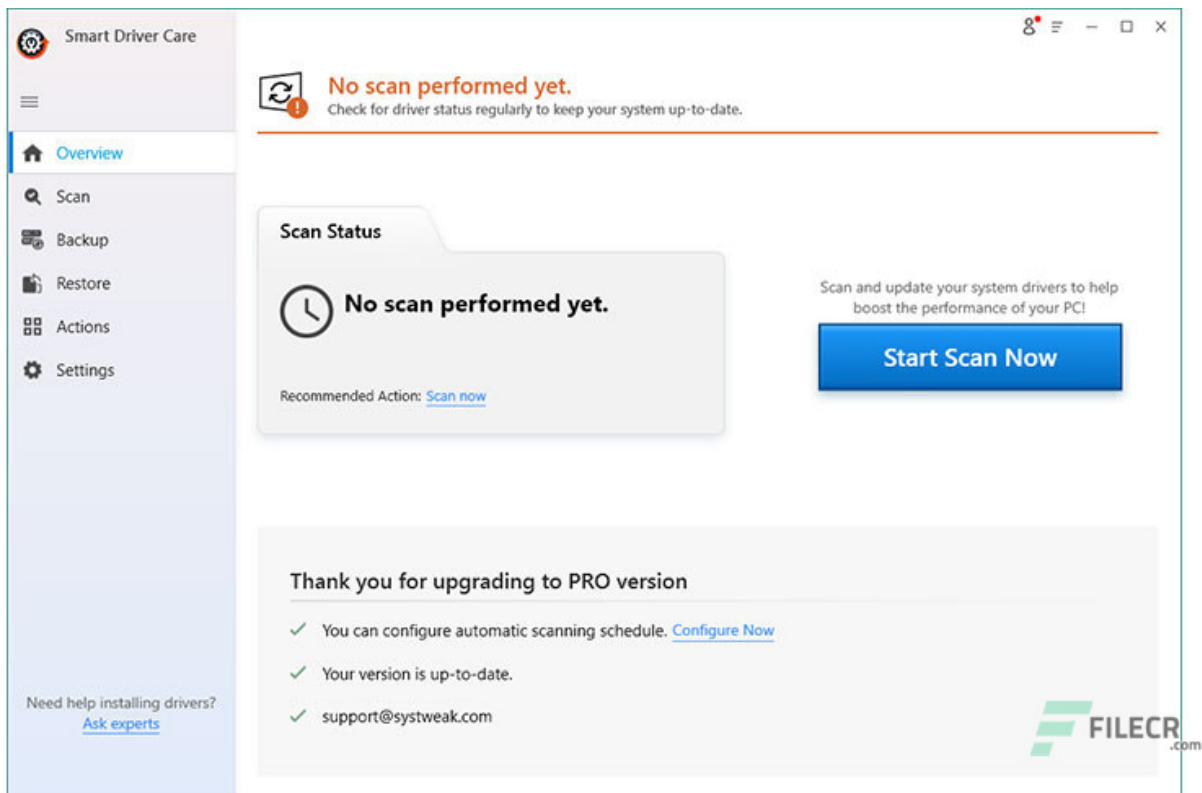 Smart Driver Care
No scan performed yet.
Check for driver status regularly to keep your system up-to-date.
Overview
Scan
Backup
Restore
Actions
Settings
Scan Status
No scan performed yet.
Recommended Action: Scan now
Scan and update your system drivers to help
boost the performance of your PC!
Start Scan Now
Thank you for upgrading to PRO version
You can configure automatic scanning schedule. Configure Now
Your version is up-to-date.
support@systweak.com
Need help installing drivers?
Ask experts
FILECR
.com